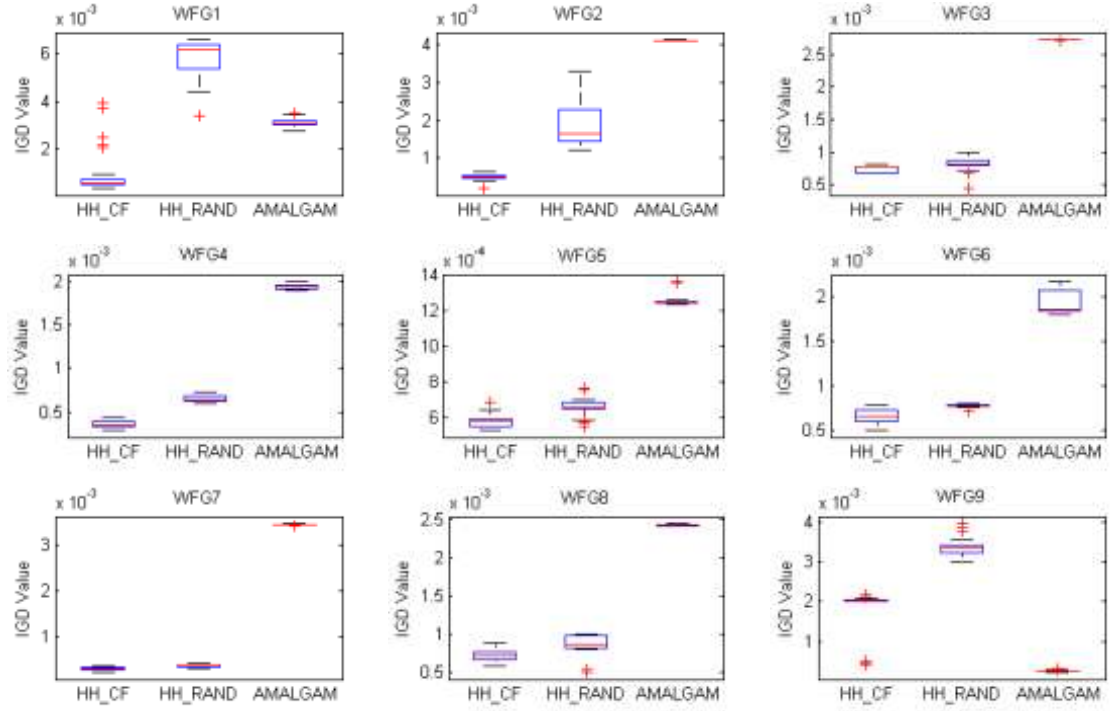 WFG1
x 10^-3
IGD Value
6
4
2
HH_CF HH_RAND AMALGAM
WFG2
x 10^-3
IGD Value
4
3
2
1
HH_CF HH_RAND AMALGAM
WFG3
x 10^-3
IGD Value
2.5
2
1.5
1
0.5
HH_CF HH_RAND AMALGAM
WFG4
x 10^-3
IGD Value
2
1.5
1
0.5
HH_CF HH_RAND AMALGAM
WFG5
x 10^-4
IGD Value
14
12
10
8
6
HH_CF HH_RAND AMALGAM
WFG6
x 10^-3
IGD Value
2
1.5
1
0.5
HH_CF HH_RAND AMALGAM
WFG7
x 10^-3
IGD Value
3
2
1
HH_CF HH_RAND AMALGAM
WFG8
x 10^-3
IGD Value
2.5
2
1.5
1
0.5
HH_CF HH_RAND AMALGAM
WFG9
x 10^-3
IGD Value
4
3
2
1
HH_CF HH_RAND AMALGAM